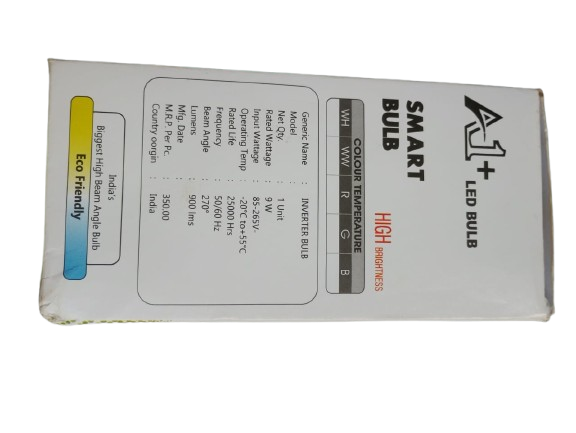 A1+ LED BULB
SMART
BULB
HIGH BRIGHTNESS
COLOUR TEMPERATURE
WH WW R G B
Generic Name : INVERTER BULB
Model :
Net Qty. : 1 Unit
Rated Wattage : 9 W
Input Wattage : 85-265V-
Operating Temp : -20°C to+55°C
Rated Life : 25000 Hrs
Frequency : 50/60 Hz
Beam Angle : 270°
Lumens : 900 lms
Mfg. Date :
M.R.P. Per Pc. : 350.00
Country oorgin : India
India's
Biggest High Beam Angle Bulb
Eco Friendly